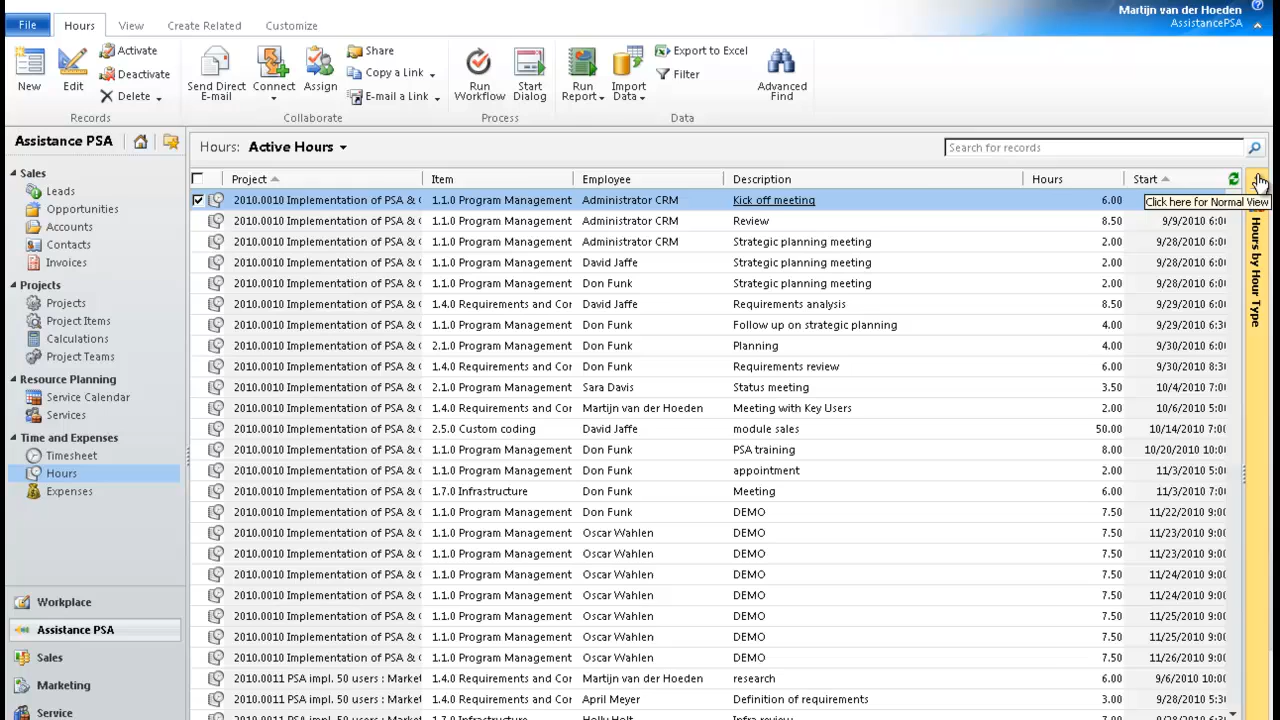 Martijn van der Hoeden
AssistancePSA
File Hours View Create Related Customize
New Edit Activate Deactivate Delete
Records
Send Direct E-mail Connect Assign Share Copy a Link E-mail a Link
Collaborate
Run Workflow Start Dialog
Process
Run Report Import Data Export to Excel Filter Advanced Find
Data
Assistance PSA
Sales
Leads
Opportunities
Accounts
Contacts
Invoices
Projects
Projects
Project Items
Calculations
Project Teams
Resource Planning
Service Calendar
Services
Time and Expenses
Timesheet
Hours
Expenses
Workplace
Assistance PSA
Sales
Marketing
Service
Hours: Active Hours
Search for records
Project Item Employee Description Hours Start
2010.0010 Implementation of PSA & 1.1.0 Program Management Administrator CRM Kick off meeting 6.00
Click here for Normal View
2010.0010 Implementation of PSA & 1.1.0 Program Management Administrator CRM Review 8.50 9/9/2010 6:0
2010.0010 Implementation of PSA & 1.1.0 Program Management Administrator CRM Strategic planning meeting 2.00 9/28/2010 6:0
2010.0010 Implementation of PSA & 1.1.0 Program Management David Jaffe Strategic planning meeting 2.00 9/28/2010 6:0
2010.0010 Implementation of PSA & 1.1.0 Program Management Don Funk Strategic planning meeting 2.00 9/28/2010 6:0
2010.0010 Implementation of PSA & 1.4.0 Requirements and Cor David Jaffe Requirements analysis 8.50 9/29/2010 6:0
2010.0010 Implementation of PSA & 1.1.0 Program Management Don Funk Follow up on strategic planning 4.00 9/29/2010 6:3
2010.0010 Implementation of PSA & 2.1.0 Program Management Don Funk Planning 4.00 9/30/2010 6:0
2010.0010 Implementation of PSA & 1.4.0 Requirements and Cor Don Funk Requirements review 6.00 9/30/2010 8:3
2010.0010 Implementation of PSA & 2.1.0 Program Management Sara Davis Status meeting 3.50 10/4/2010 7:0
2010.0010 Implementation of PSA & 1.4.0 Requirements and Cor Martijn van der Hoeden Meeting with Key Users 2.00 10/6/2010 5:0
2010.0010 Implementation of PSA & 2.5.0 Custom coding David Jaffe module sales 50.00 10/14/2010 7:0
2010.0010 Implementation of PSA & 1.1.0 Program Management Don Funk PSA training 8.00 10/20/2010 10:0
2010.0010 Implementation of PSA & 1.1.0 Program Management Don Funk appointment 2.00 11/3/2010 5:0
2010.0010 Implementation of PSA & 1.7.0 Infrastructure Don Funk Meeting 6.00 11/3/2010 7:0
2010.0010 Implementation of PSA & 1.1.0 Program Management Don Funk DEMO 7.50 11/22/2010 9:0
2010.0010 Implementation of PSA & 1.1.0 Program Management Oscar Wahlen DEMO 7.50 11/23/2010 9:0
2010.0010 Implementation of PSA & 1.1.0 Program Management Oscar Wahlen DEMO 7.50 11/23/2010 9:0
2010.0010 Implementation of PSA & 1.1.0 Program Management Oscar Wahlen DEMO 7.50 11/24/2010 9:0
2010.0010 Implementation of PSA & 1.1.0 Program Management Oscar Wahlen DEMO 7.50 11/24/2010 9:0
2010.0010 Implementation of PSA & 1.1.0 Program Management Oscar Wahlen DEMO 7.50 11/25/2010 9:0
2010.0010 Implementation of PSA & 1.1.0 Program Management Oscar Wahlen DEMO 7.50 11/25/2010 9:0
2010.0010 Implementation of PSA & 1.1.0 Program Management Oscar Wahlen DEMO 7.50 11/26/2010 9:0
2010.0011 PSA impl. 50 users : Market 1.4.0 Requirements and Cor Martijn van der Hoeden research 6.00 9/6/2010 10:0
2010.0011 PSA impl. 50 users : Market 1.4.0 Requirements and Cor April Meyer Definition of requirements 3.00 9/28/2010 5:3
Hours by Hour Type